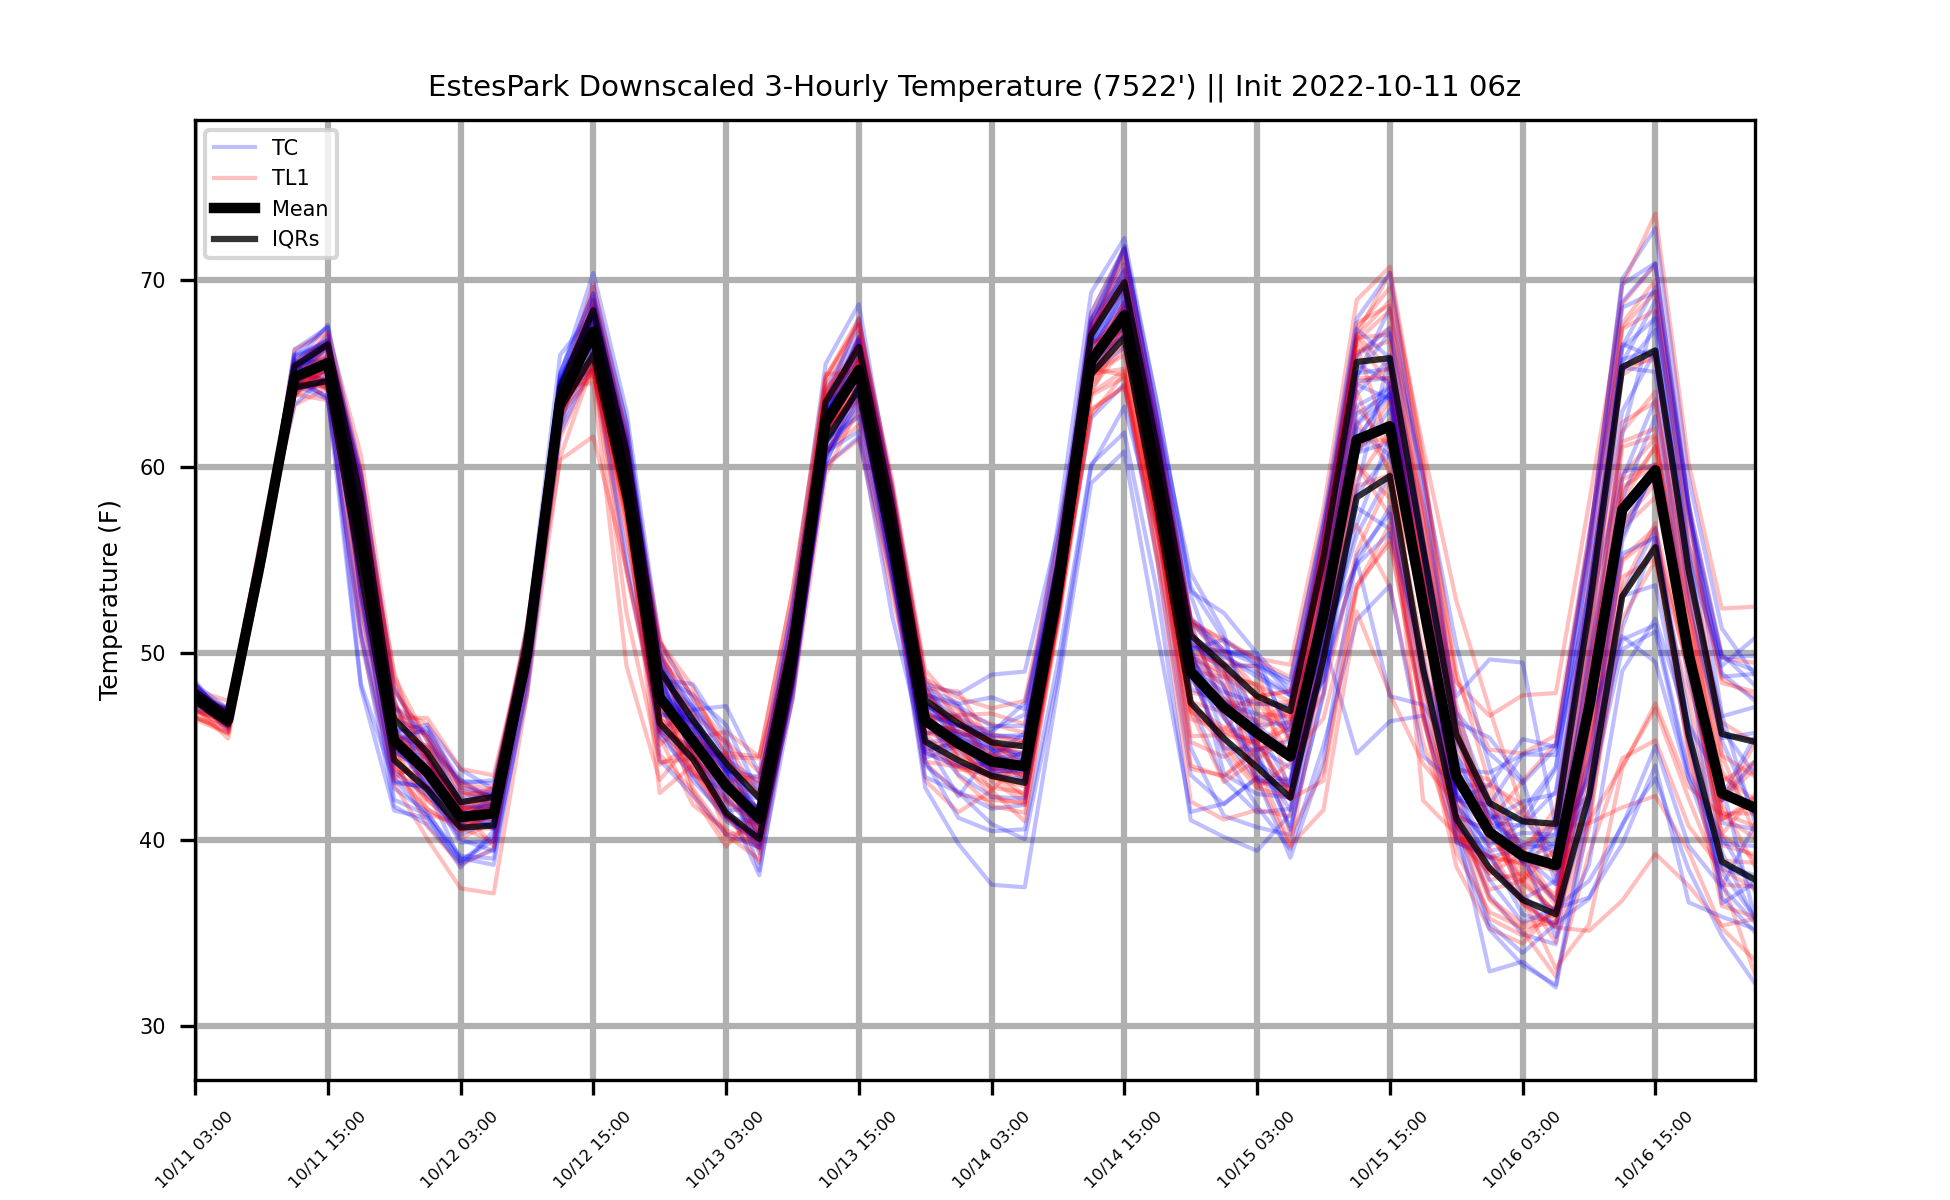 EstesPark Downscaled 3-Hourly Temperature (7522') || Init 2022-10-11 06z
TC
TL1
Mean
IQRs
Temperature (F)
70
60
50
40
30
10/11 03:00
10/11 15:00
10/12 03:00
10/12 15:00
10/13 03:00
10/13 15:00
10/14 03:00
10/14 15:00
10/15 03:00
10/15 15:00
10/16 03:00
10/16 15:00